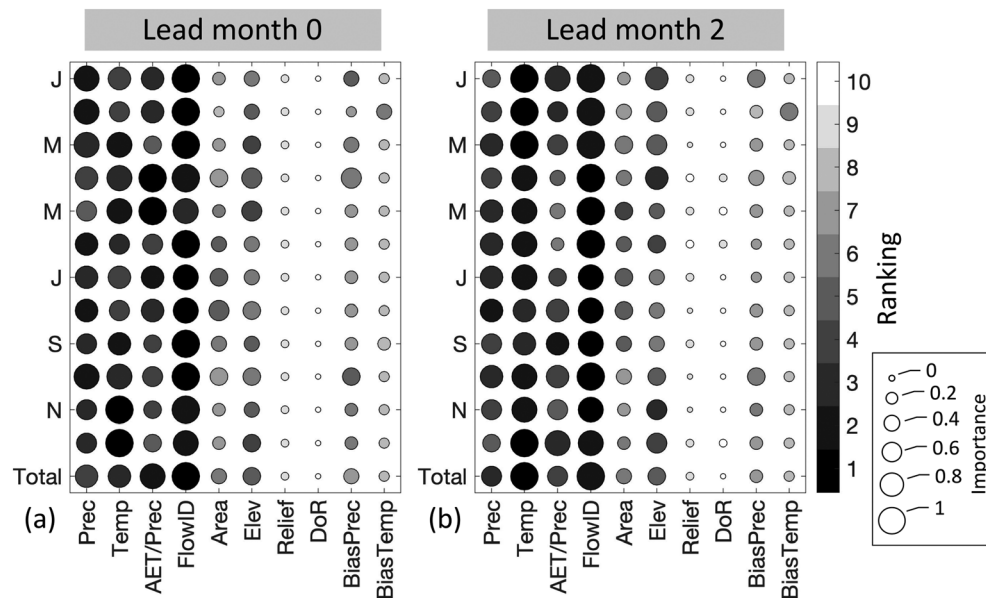 Lead month 0
Lead month 2
J
M
M
J
S
N
Total
J
M
M
J
S
N
Total
(a)
(b)
Prec
Temp
AET/Prec
FlowID
Area
Elev
Relief
DoR
BiasPrec
BiasTemp
Prec
Temp
AET/Prec
FlowID
Area
Elev
Relief
DoR
BiasPrec
BiasTemp
10
9
8
7
6
5
4
3
2
1
Ranking
0
0.2
0.4
0.6
0.8
1
Importance